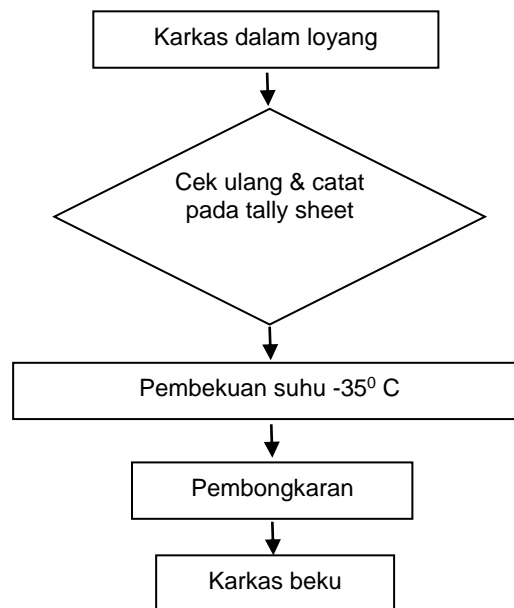 Karkas dalam loyang
Cek ulang & catat
pada tally sheet
Pembekuan suhu -35⁰ C
Pembongkaran
Karkas beku